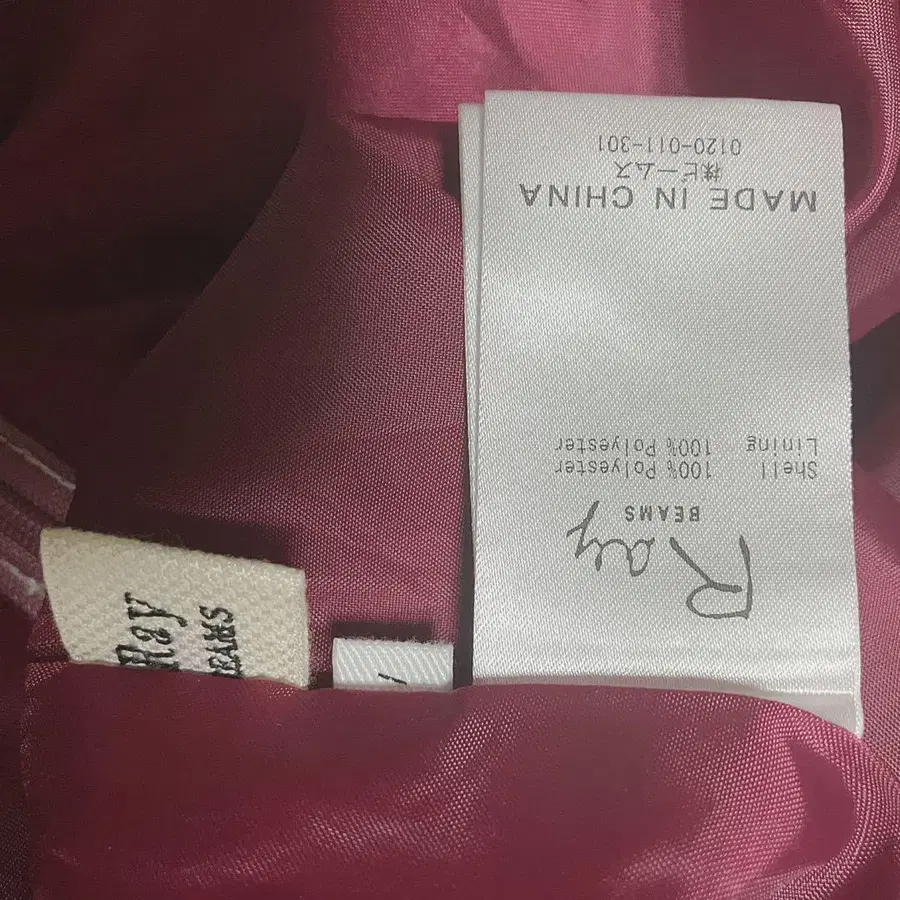 Ray
BEAMS
Shell 100% Polyester
Lining 100% Polyester
MADE IN CHINA
㈱ビームス
0120-011-301
Ray
EAMS